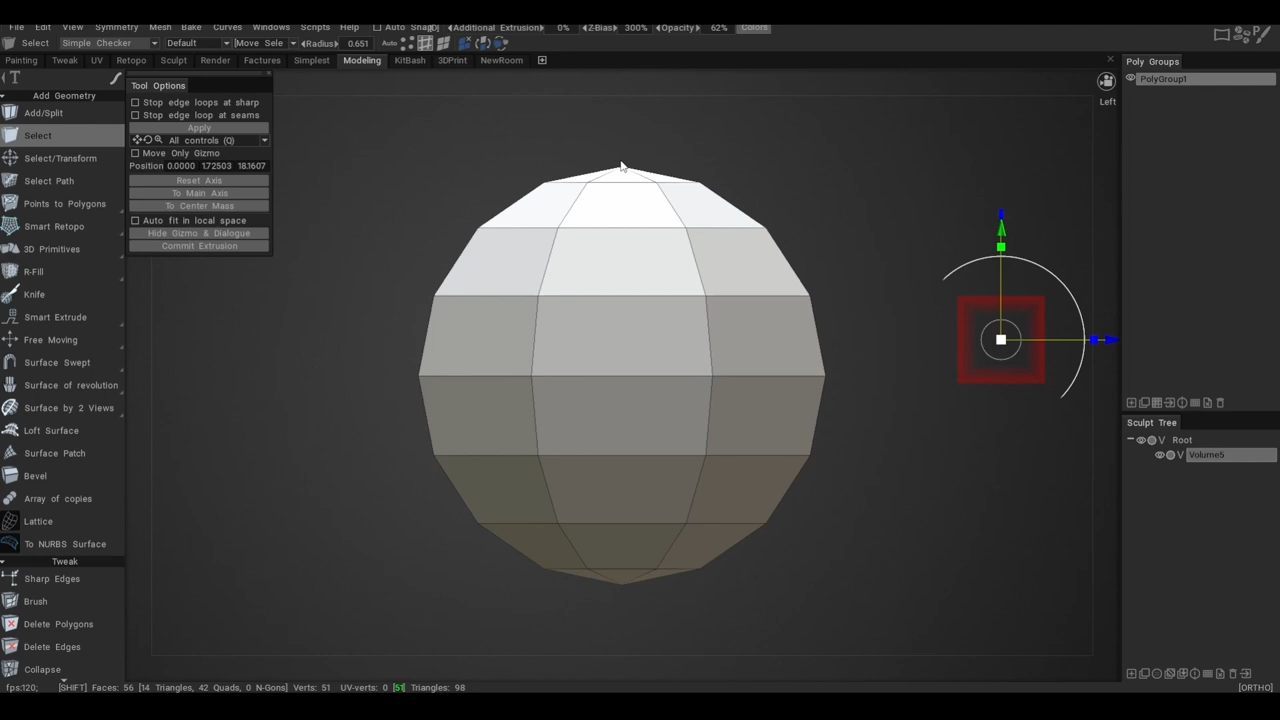 File Edit View Textures Symmetry Mesh Bake Curves Windows Scripts Help Auto Snap Additional Extrusion 0% Z-Bias 300% Opacity 62% Colors
Select Simple Checker Default Move Sele Radius 0.651 Auto
Painting Tweak UV Retopo Sculpt Render Factures Simplest Modeling KitBash 3DPrint NewRoom
T
Add Geometry
Add/Split
Select
Select/Transform
Select Path
Points to Polygons
Smart Retopo
3D Primitives
R-Fill
Knife
Smart Extrude
Free Moving
Surface Swept
Surface of revolution
Surface by 2 Views
Loft Surface
Surface Patch
Bevel
Array of copies
Lattice
To NURBS Surface
Tweak
Sharp Edges
Brush
Delete Polygons
Delete Edges
Collapse
Tool Options
Stop edge loops at sharp
Stop edge loop at seams
Apply
All controls (Q)
Move Only Gizmo
Position 0.0000 1.72503 18.1607
Reset Axis
To Main Axis
To Center Mass
Auto fit in local space
Hide Gizmo & Dialogue
Commit Extrusion
Left
Poly Groups
PolyGroup1
Sculpt Tree
V Root
V Volume5
fps:120; [SHIFT] Faces: 56 [14 Triangles, 42 Quads, 0 N-Gons] Verts: 51 UV-verts: 0 [51] Triangles: 98 [ORTHO]